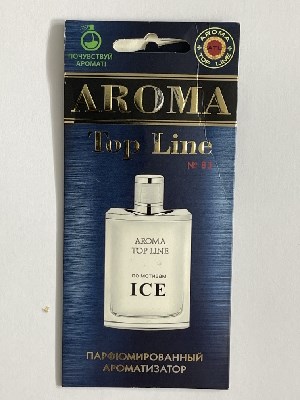 ПОЧУВСТВУЙ
АРОМАТ!
AROMA
TOP LINE
AROMA
Top Line
AROMA
TOP LINE
по мотивам
ICE
ПАРФЮМИРОВАННЫЙ
АРОМАТИЗАТОР